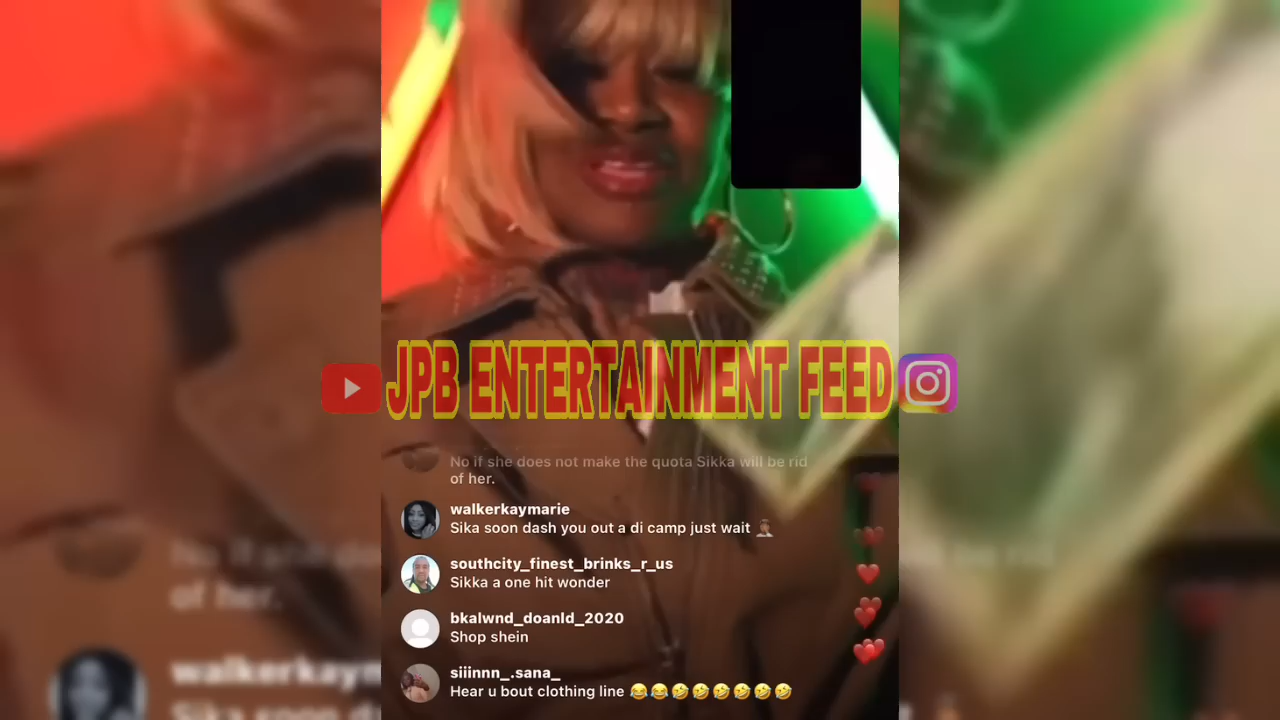 JPB ENTERTAINMENT FEED
No if she does not make the quota Sikka will be rid
of her.
walkerkaymarie
Sika soon dash you out a di camp just wait 🤦🏾‍♂️
southcity_finest_brinks_r_us
Sikka a one hit wonder
bkalwnd_doanld_2020
Shop shein
siiinnn_.sana_
Hear u bout clothing line 😂😂🤣🤣🤣🤣🤣🤣